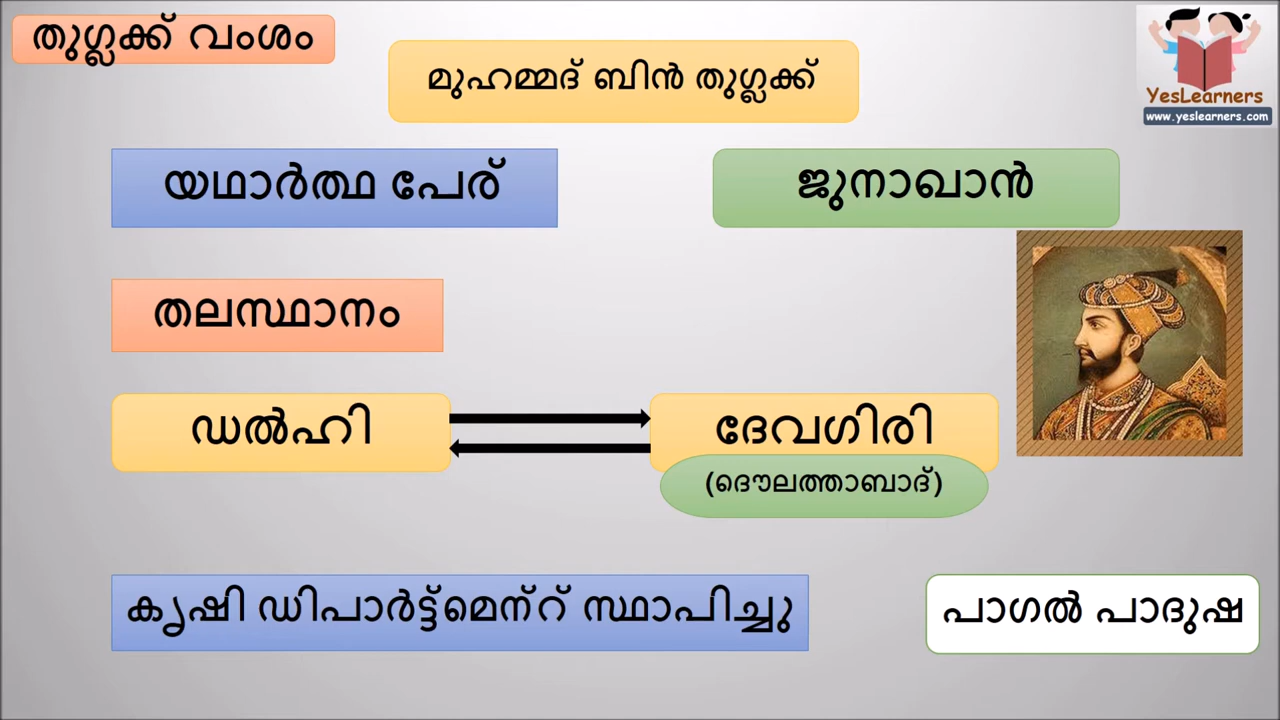 തുഗ്ലക്ക് വംശം
മുഹമ്മദ് ബിൻ തുഗ്ലക്ക്
YesLearners
www.yeslearners.com
യഥാർത്ഥ പേര്
ജുനാഖാൻ
തലസ്ഥാനം
ഡൽഹി
ദേവഗിരി
(ദൌലത്താബാദ്)
കൃഷി ഡിപാർട്ട്മെന്റ് സ്ഥാപിച്ചു
പാഗൽ പാദുഷ